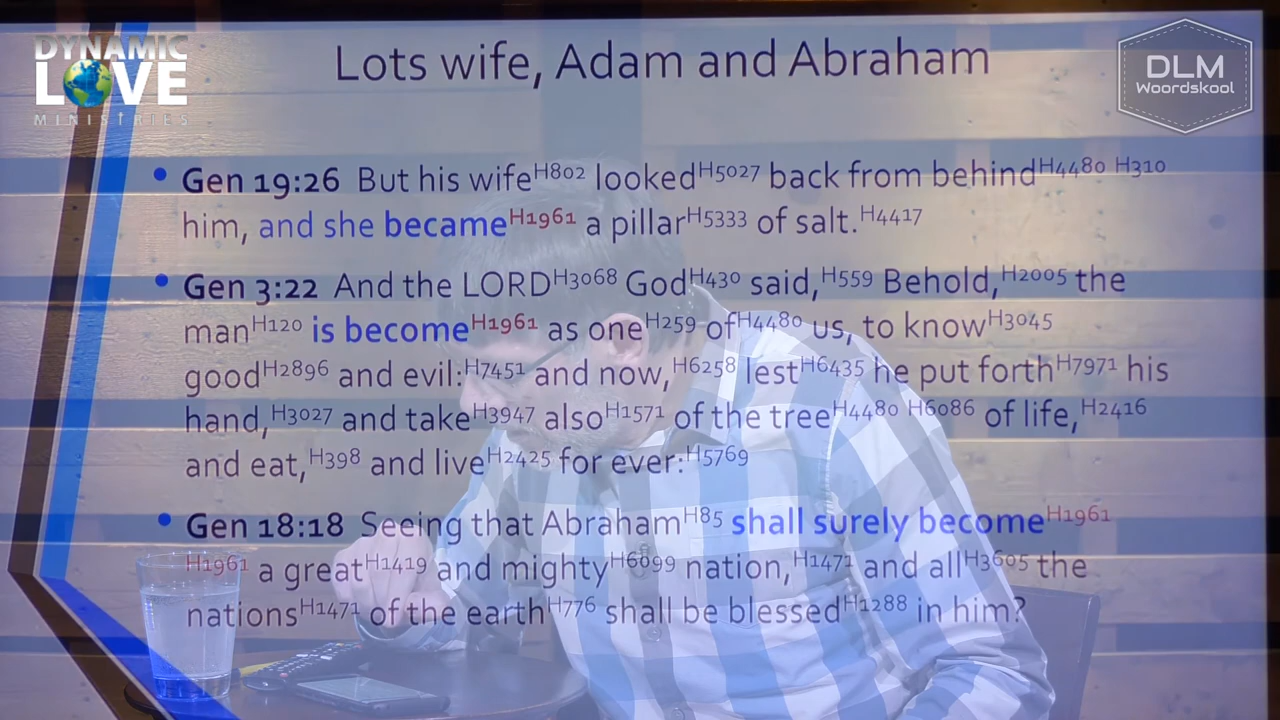 DYNAMIC
LOVE
MINISTRIES
DLM
Woordskool
Lots wife, Adam and Abraham
• Gen 19:26 But his wifeH802 lookedH5027 back from behindH4480 H310
him, and she becameH1961 a pillarH5333 of salt.H4417
• Gen 3:22 And the LORDH3068 GodH430 said,H559 Behold,H2005 the
manH120 is becomeH1961 as oneH259 ofH4480 us, to knowH3045
goodH2896 and evil:H7451 and now,H6258 lestH6435 he put forthH7971 his
hand,H3027 and takeH3947 alsoH1571 of the treeH4480 H6086 of life,H2416
and eat,H398 and liveH2425 for ever:H5769
• Gen 18:18 Seeing that AbrahamH85 shall surely becomeH1961
H1961 a greatH1419 and mightyH6099 nation,H1471 and allH3605 the
nationsH1471 of the earthH776 shall be blessedH1288 in him?